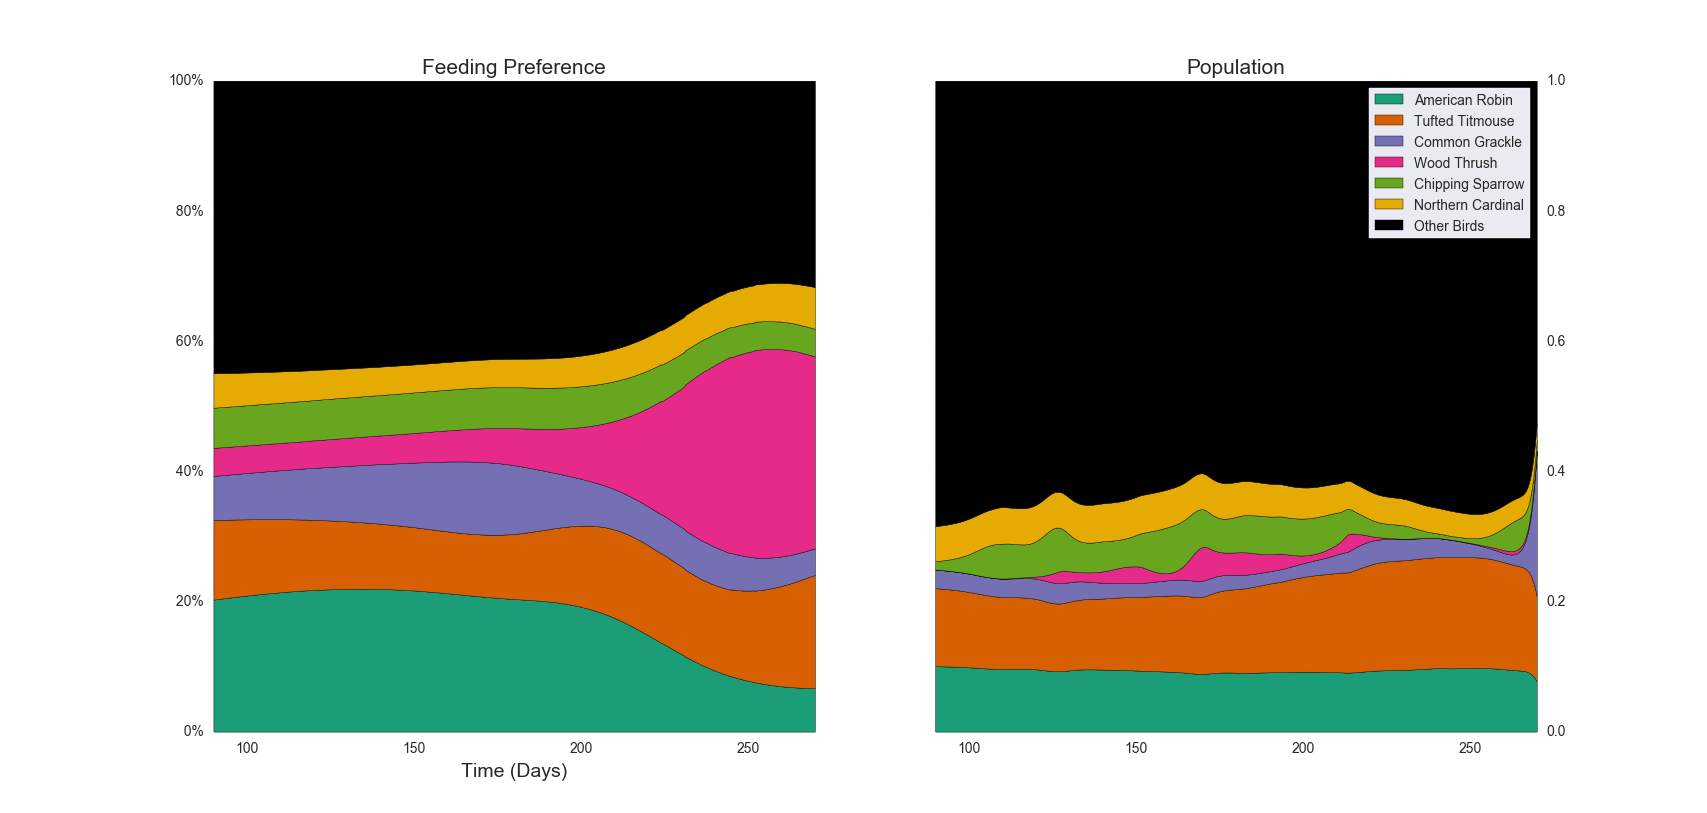 Feeding Preference
100%
80%
60%
40%
20%
0%
100
150
200
250
Time (Days)
Population
American Robin
Tufted Titmouse
Common Grackle
Wood Thrush
Chipping Sparrow
Northern Cardinal
Other Birds
1.0
0.8
0.6
0.4
0.2
0.0
100
150
200
250